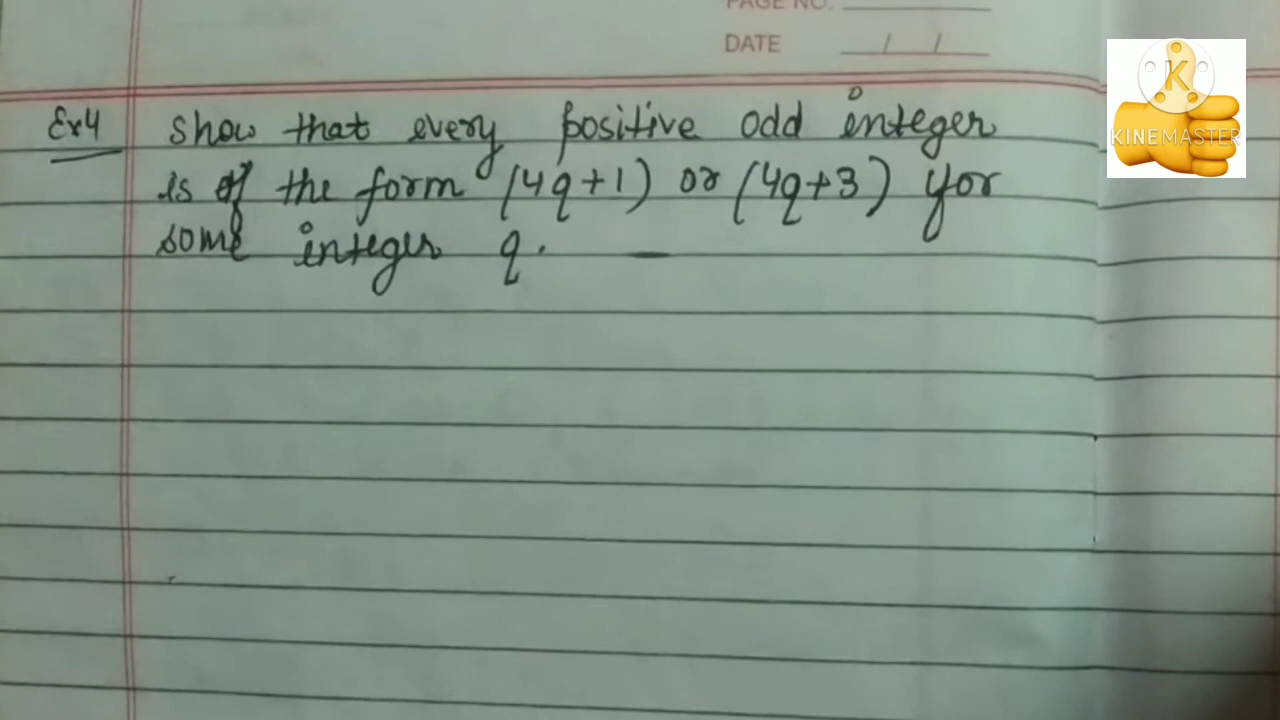 PAGE NO.
DATE / /
KINEMASTER
K
Ex4 Show that every positive odd integer
is of the form (4q+1) or (4q+3) for
some integer q.